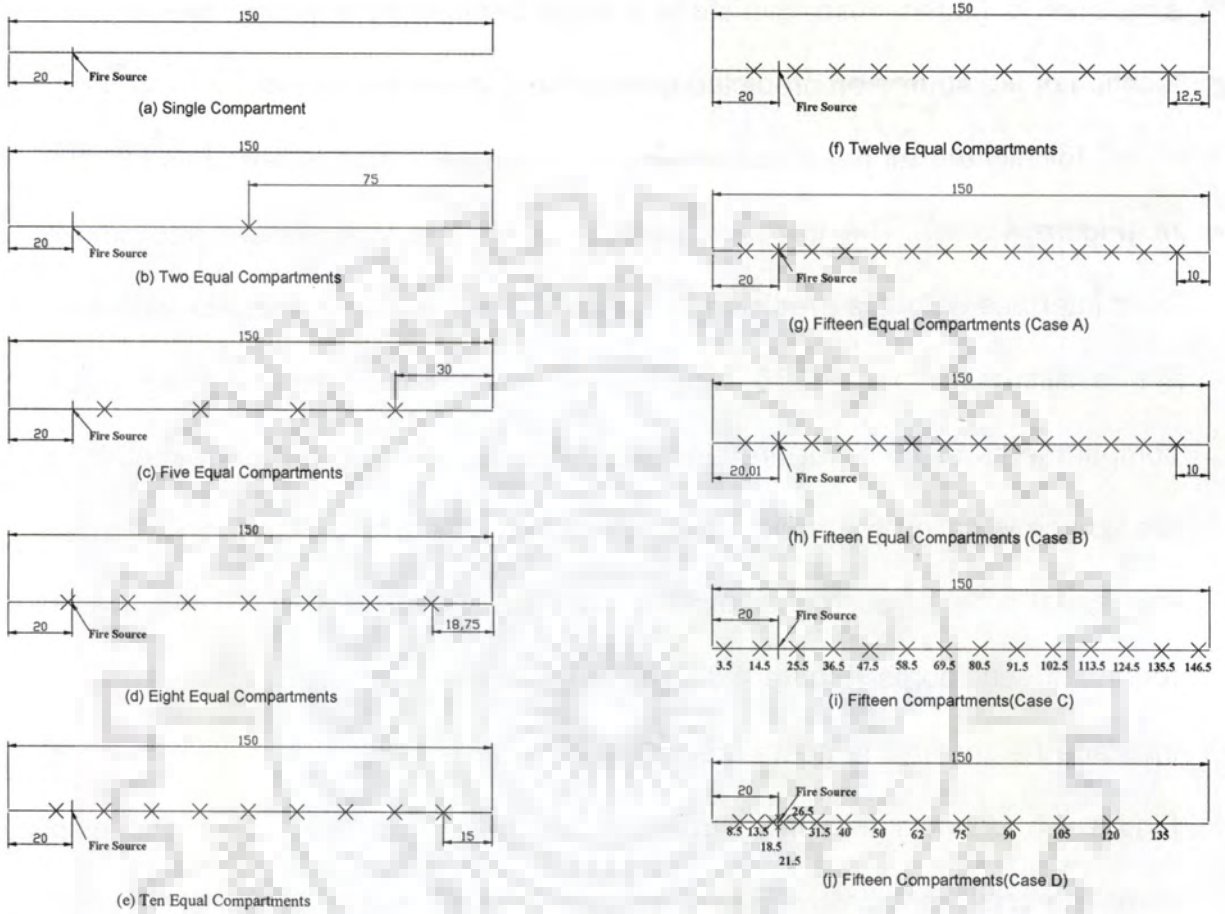 150
20
Fire Source
(a) Single Compartment
150
75
20
Fire Source
(b) Two Equal Compartments
150
30
20
Fire Source
(c) Five Equal Compartments
150
20
18,75
Fire Source
(d) Eight Equal Compartments
150
20
15
Fire Source
(e) Ten Equal Compartments
150
20
12,5
Fire Source
(f) Twelve Equal Compartments
150
20
10
Fire Source
(g) Fifteen Equal Compartments (Case A)
150
20,01
10
Fire Source
(h) Fifteen Equal Compartments (Case B)
150
20
Fire Source
3.5 14.5 25.5 36.5 47.5 58.5 69.5 80.5 91.5 102.5 113.5 124.5 135.5 146.5
(i) Fifteen Compartments(Case C)
150
20
Fire Source
26.5
8.5 13.5 31.5 40 50 62 75 90 105 120 135
18.5
21.5
(j) Fifteen Compartments(Case D)